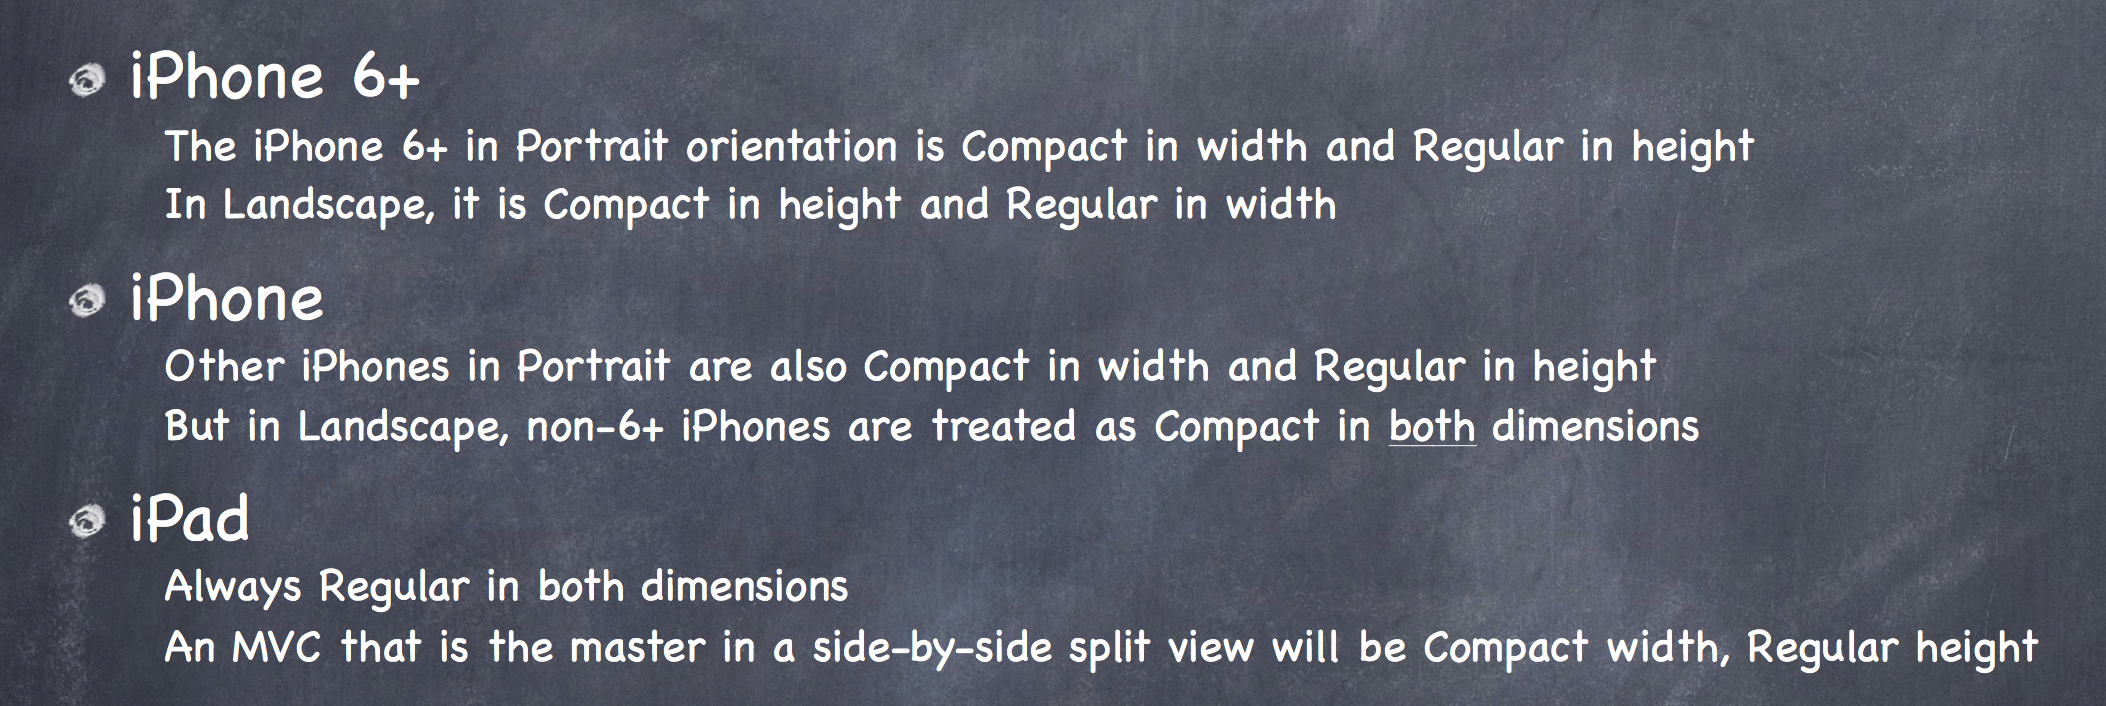 iPhone 6+
The iPhone 6+ in Portrait orientation is Compact in width and Regular in height
In Landscape, it is Compact in height and Regular in width
iPhone
Other iPhones in Portrait are also Compact in width and Regular in height
But in Landscape, non-6+ iPhones are treated as Compact in both dimensions
iPad
Always Regular in both dimensions
An MVC that is the master in a side-by-side split view will be Compact width, Regular height